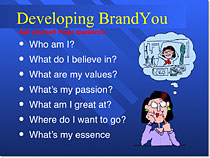 Developing BrandYou
Who am I?
What do I believe in?
What are my values?
What's my passion?
What am I great at?
Where do I want to go?
What's my essence